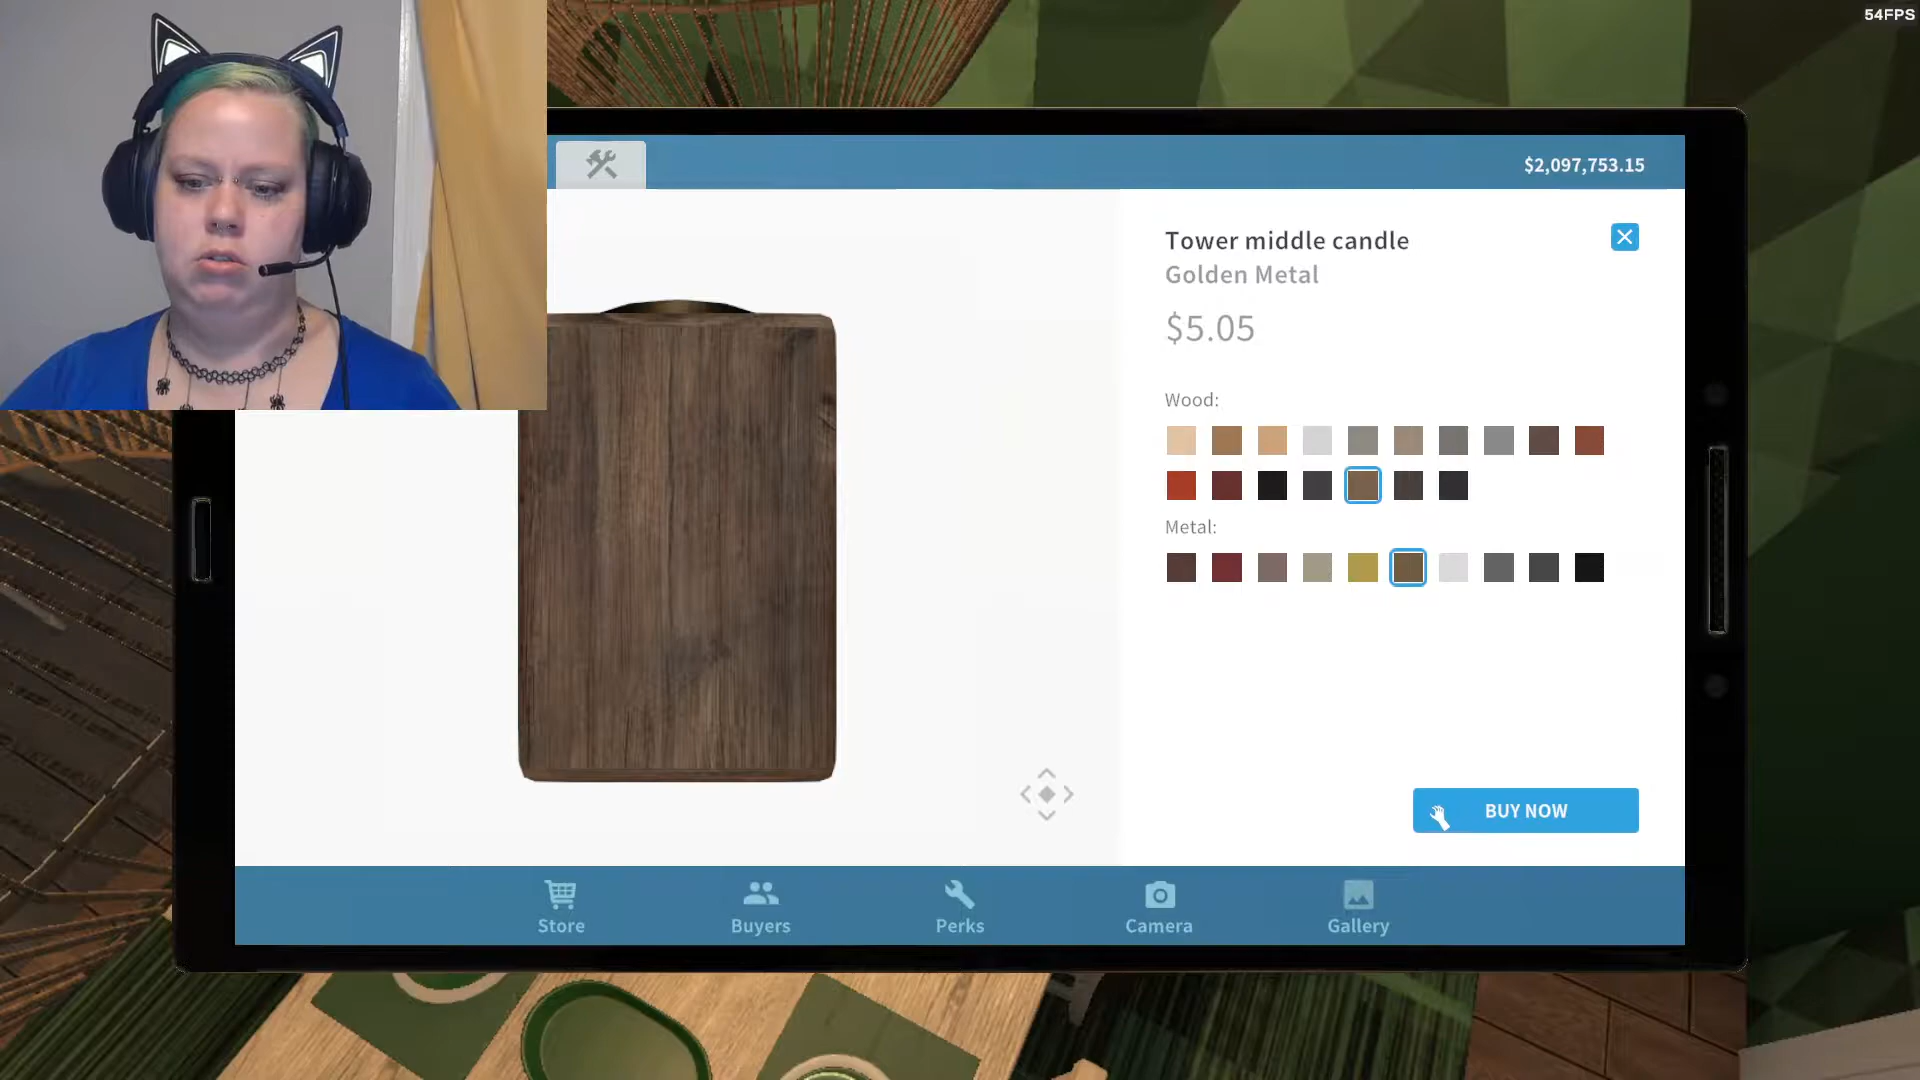 54FPS
$2,097,753.15
Tower middle candle
Golden Metal
$5.05
Wood:
Metal:
BUY NOW
Store
Buyers
Perks
Camera
Gallery